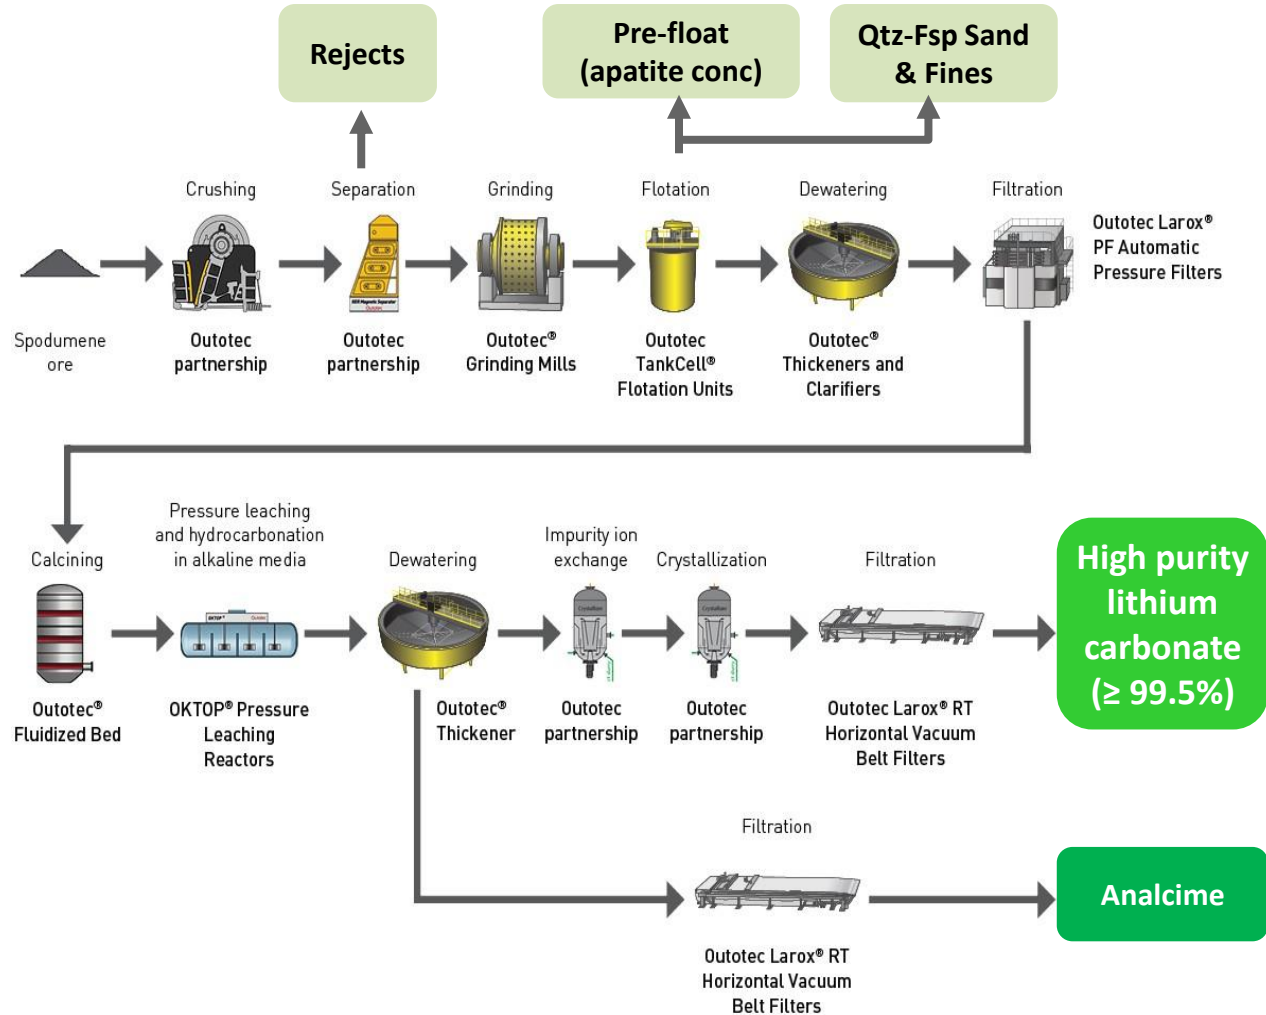 Rejects
Pre-float
(apatite conc)
Qtz-Fsp Sand
& Fines
Crushing
Separation
Grinding
Flotation
Dewatering
Filtration
Outotec Larox®
PF Automatic
Pressure Filters
Spodumene
ore
Outotec
partnership
Outotec
partnership
Outotec®
Grinding Mills
Outotec
TankCell®
Flotation Units
Outotec®
Thickeners and
Clarifiers
Pressure leaching
and hydrocarbonation
in alkaline media
Calcining
Dewatering
Impurity ion
exchange
Crystallization
Filtration
High purity
lithium
carbonate
(≥ 99.5%)
OKTOP®
Outotec
Outotec®
Fluidized Bed
OKTOP® Pressure
Leaching
Reactors
Outotec®
Thickener
Outotec
partnership
Outotec
partnership
Outotec Larox® RT
Horizontal Vacuum
Belt Filters
Filtration
Analcime
Outotec Larox® RT
Horizontal Vacuum
Belt Filters